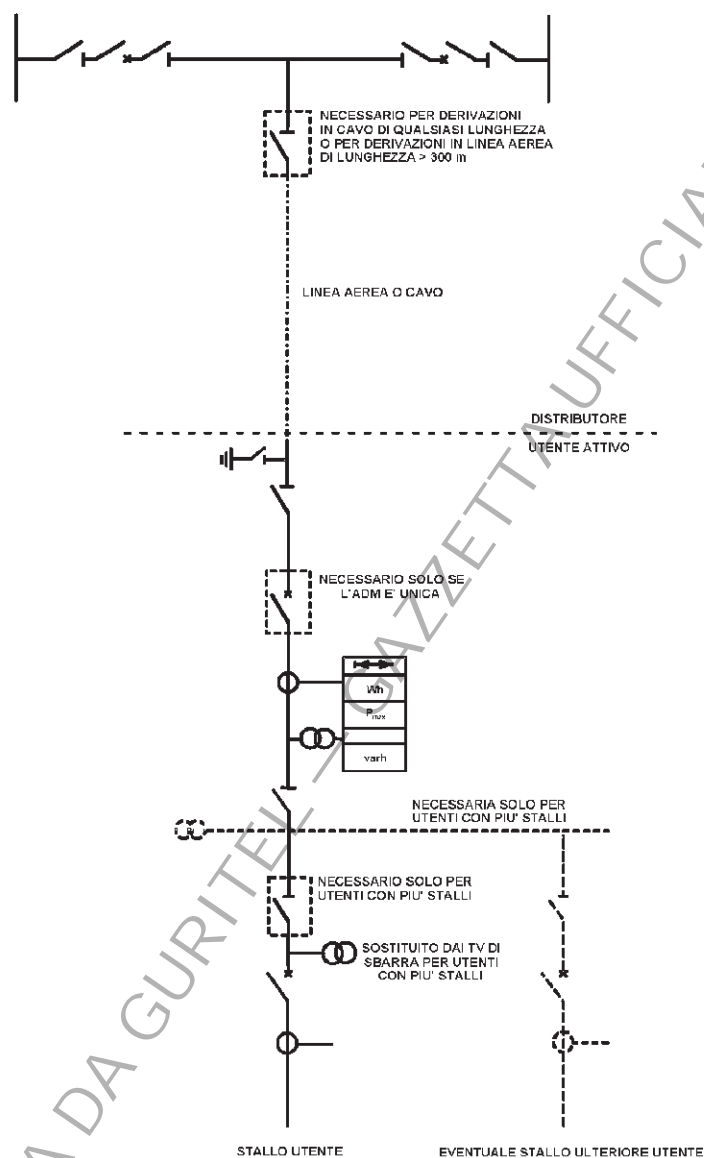 NECESSARIO PER DERIVAZIONI
IN CAVO DI QUALSIASI LUNGHEZZA
O PER DERIVAZIONI IN LINEA AEREA
DI LUNGHEZZA > 300 m
LINEA AEREA O CAVO
DISTRIBUTORE
UTENTE ATTIVO
NECESSARIO SOLO SE
L'ADM E' UNICA
Wh
Pmax
varh
NECESSARIA SOLO PER
UTENTI CON PIU' STALLI
NECESSARIO SOLO PER
UTENTI CON PIU' STALLI
SOSTITUITO DAI TV DI
SBARRA PER UTENTI
CON PIU' STALLI
STALLO UTENTE
EVENTUALE STALLO ULTERIORE UTENTE
A DA GURITEL — GAZZETTA UFFICIAL